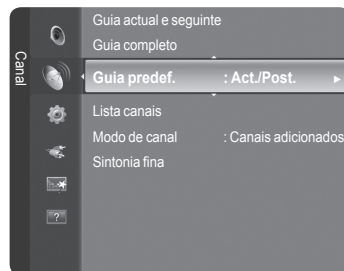 Canal
Guia actual e seguinte
Guia completo
Guia predef. : Act./Post. ►
Lista canais
Modo de canal : Canais adicionados
Sintonia fina
?